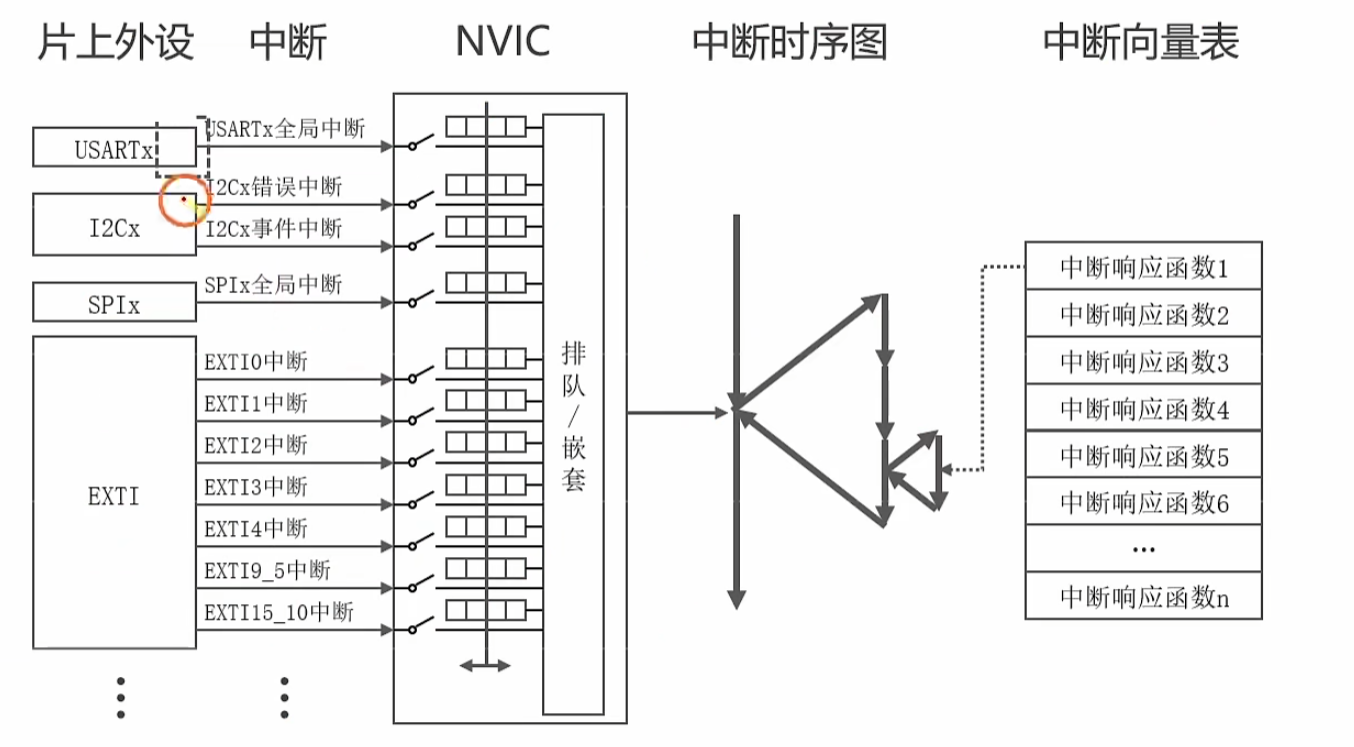 片上外设
中断
NVIC
中断时序图
中断向量表
USARTx
USARTx全局中断
I2Cx
I2Cx错误中断
I2Cx事件中断
SPIx
SPIx全局中断
EXTI
EXTI0中断
EXTI1中断
EXTI2中断
EXTI3中断
EXTI4中断
EXTI9_5中断
EXTI15_10中断
排
队
/
嵌
套
中断响应函数1
中断响应函数2
中断响应函数3
中断响应函数4
中断响应函数5
中断响应函数6
…
中断响应函数n